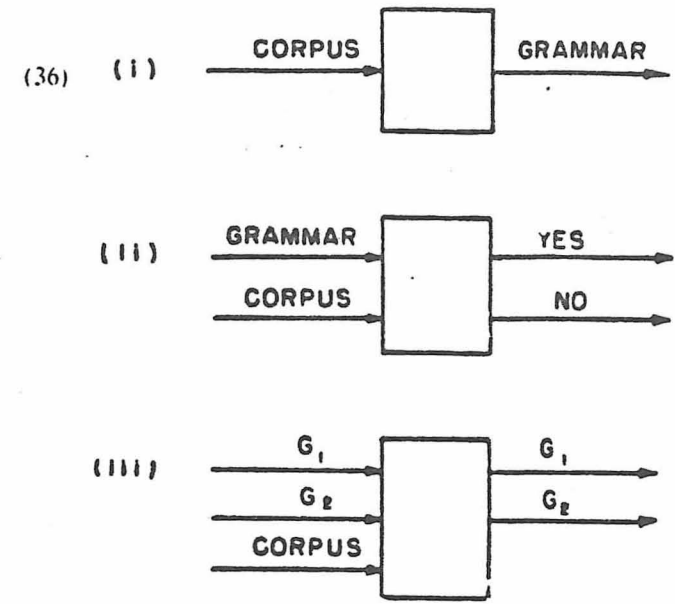 CORPUS GRAMMAR
(36) (i)
GRAMMAR YES
(ii)
CORPUS NO
G₁ G₁
(iii)
G₂ G₂
CORPUS